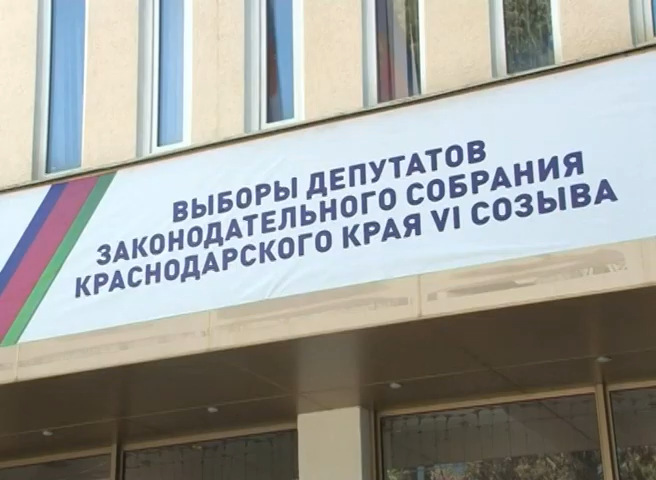 ВЫБОРЫ ДЕПУТАТОВ
ЗАКОНОДАТЕЛЬНОГО СОБРАНИЯ
КРАСНОДАРСКОГО КРАЯ VI СОЗЫВА